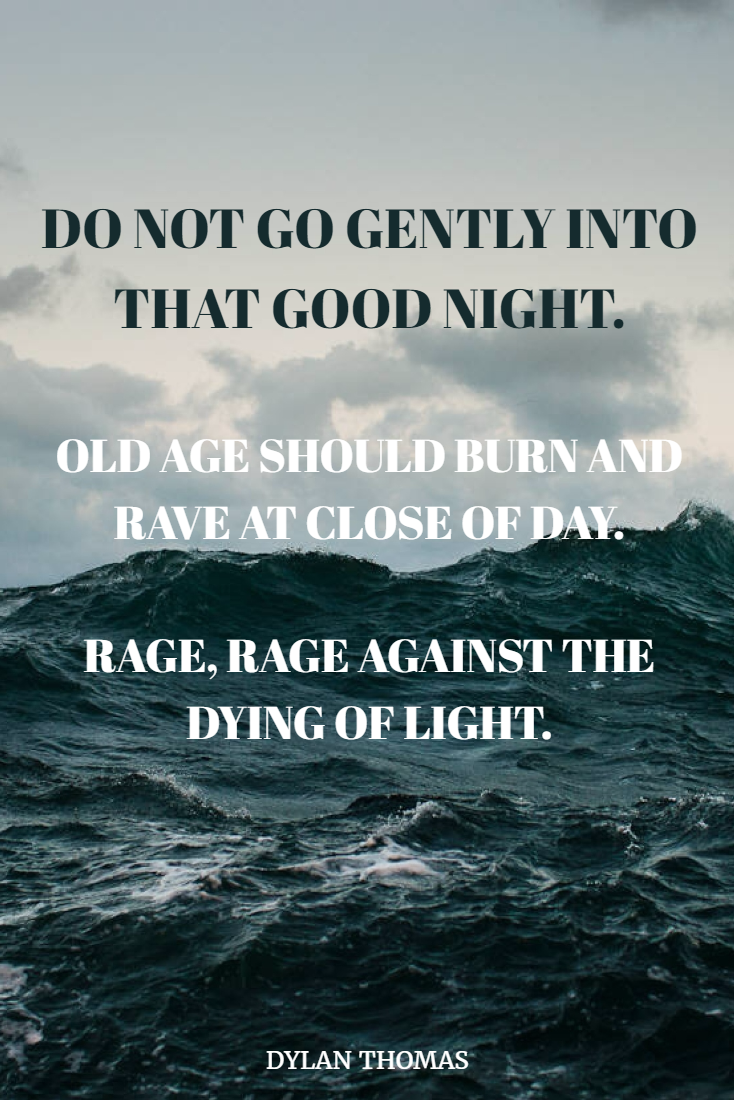 DO NOT GO GENTLY INTO
THAT GOOD NIGHT.
OLD AGE SHOULD BURN AND
RAVE AT CLOSE OF DAY.
RAGE, RAGE AGAINST THE
DYING OF LIGHT.
DYLAN THOMAS